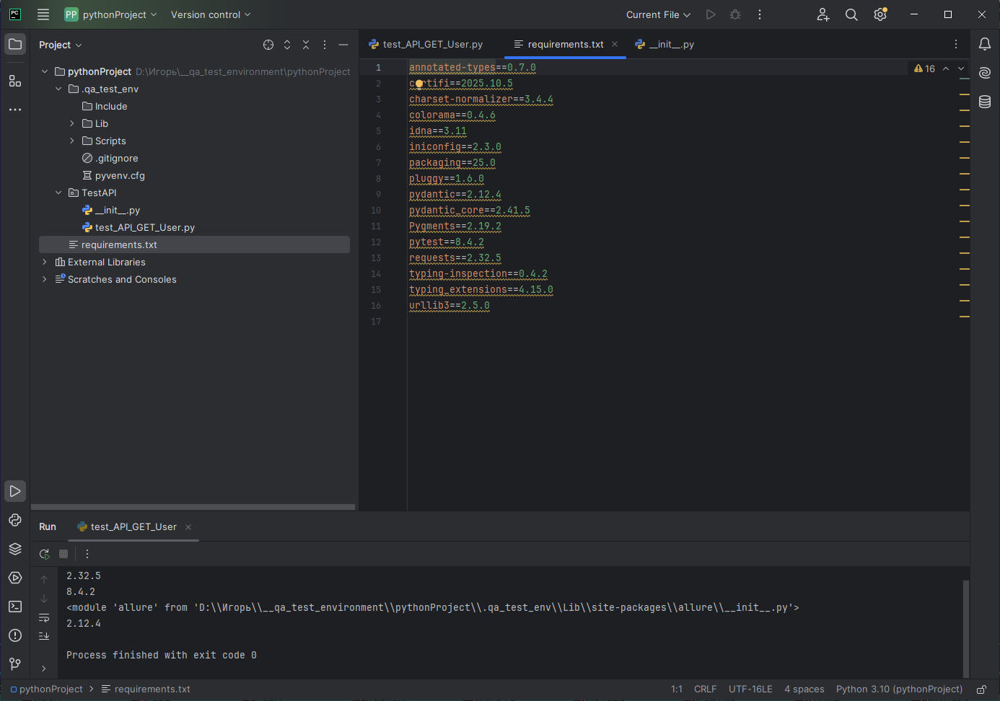 PC
PP pythonProject
Version control
Current File
Project
test_API_GET_User.py
requirements.txt
__init__.py
pythonProject D:\Игорь\__qa_test_environment\pythonProject
.qa_test_env
Include
Lib
Scripts
.gitignore
pyvenv.cfg
TestAPI
__init__.py
test_API_GET_User.py
requirements.txt
External Libraries
Scratches and Consoles
16
1 annotated-types==0.7.0
2 certifi==2025.10.5
3 charset-normalizer==3.4.4
4 colorama==0.4.6
5 idna==3.11
6 iniconfig==2.3.0
7 packaging==25.0
8 pluggy==1.6.0
9 pydantic==2.12.4
10 pydantic_core==2.41.5
11 Pygments==2.19.2
12 pytest==8.4.2
13 requests==2.32.5
14 typing-inspection==0.4.2
15 typing_extensions==4.15.0
16 urllib3==2.5.0
17
Run
test_API_GET_User
2.32.5
8.4.2
<module 'allure' from 'D:\\Игорь\\__qa_test_environment\\pythonProject\\.qa_test_env\\Lib\\site-packages\\allure\\__init__.py'>
2.12.4
Process finished with exit code 0
pythonProject
requirements.txt
1:1
CRLF
UTF-16LE
4 spaces
Python 3.10 (pythonProject)